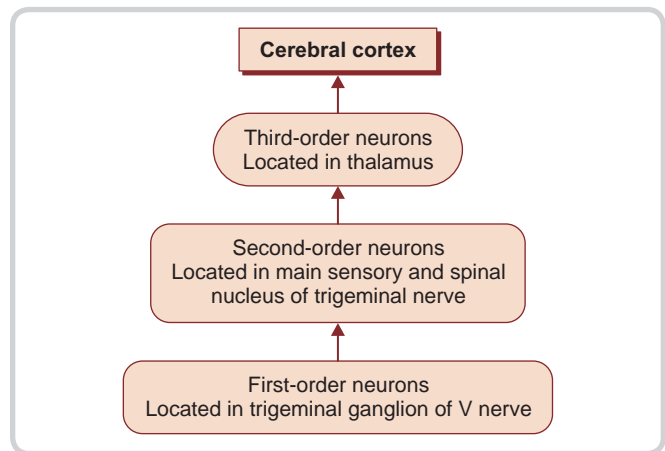 Cerebral cortex
Third-order neurons
Located in thalamus
Second-order neurons
Located in main sensory and spinal
nucleus of trigeminal nerve
First-order neurons
Located in trigeminal ganglion of V nerve